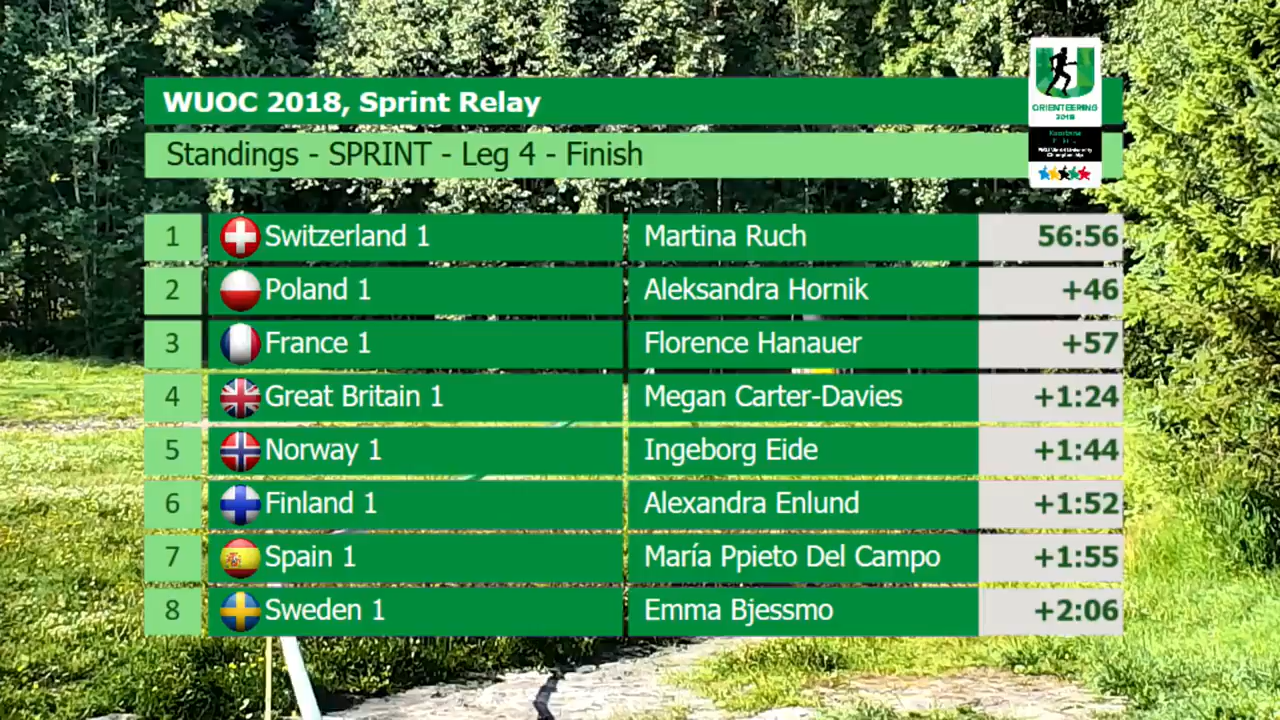 WUOC 2018, Sprint Relay
ORIENTEERING
2018
Standings - SPRINT - Leg 4 - Finish
1 Switzerland 1 Martina Ruch 56:56
2 Poland 1 Aleksandra Hornik +46
3 France 1 Florence Hanauer +57
4 Great Britain 1 Megan Carter-Davies +1:24
5 Norway 1 Ingeborg Eide +1:44
6 Finland 1 Alexandra Enlund +1:52
7 Spain 1 María Ppieto Del Campo +1:55
8 Sweden 1 Emma Bjessmo +2:06